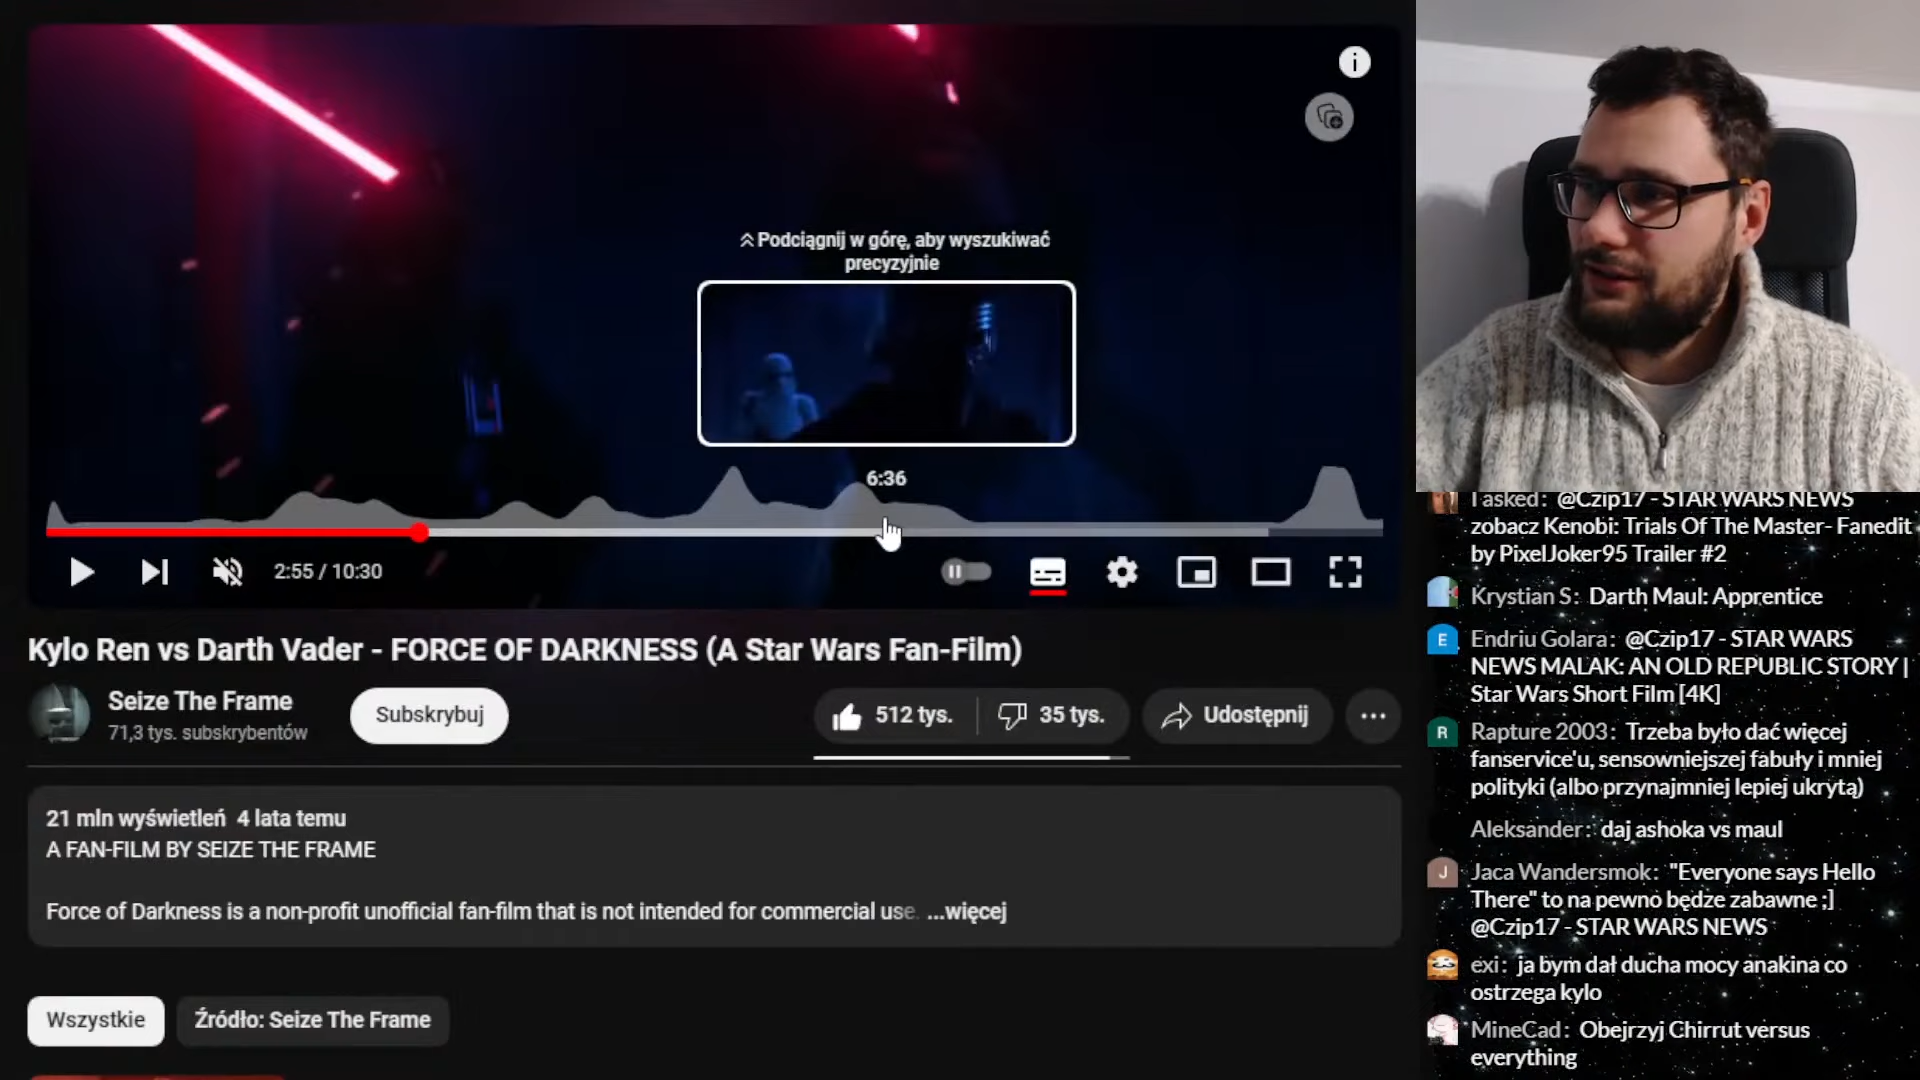 Podciągnij w górę, aby wyszukiwać
precyzyjnie
6:36
2:55 / 10:30
Kylo Ren vs Darth Vader - FORCE OF DARKNESS (A Star Wars Fan-Film)
Seize The Frame
71,3 tys. subskrybentów
Subskrybuj
512 tys.
35 tys.
Udostępnij
21 mln wyświetleń 4 lata temu
A FAN-FILM BY SEIZE THE FRAME
Force of Darkness is a non-profit unofficial fan-film that is not intended for commercial use. ...więcej
Wszystkie
Źródło: Seize The Frame
I asked: @Czip17 - STAR WARS NEWS
zobacz Kenobi: Trials Of The Master- Fanedit
by PixelJoker95 Trailer #2
Krystian S: Darth Maul: Apprentice
E
Endriu Golara: @Czip17 - STAR WARS
NEWS MALAK: AN OLD REPUBLIC STORY |
Star Wars Short Film [4K]
R
Rapture 2003: Trzeba było dać więcej
fanservice'u, sensowniejszej fabuły i mniej
polityki (albo przynajmniej lepiej ukrytą)
Aleksander: daj ashoka vs maul
J
Jaca Wandersmok: "Everyone says Hello
There" to na pewno będze zabawne ;]
@Czip17 - STAR WARS NEWS
exi: ja bym dał ducha mocy anakina co
ostrzega kylo
MineCad: Obejrzyj Chirrut versus
everything